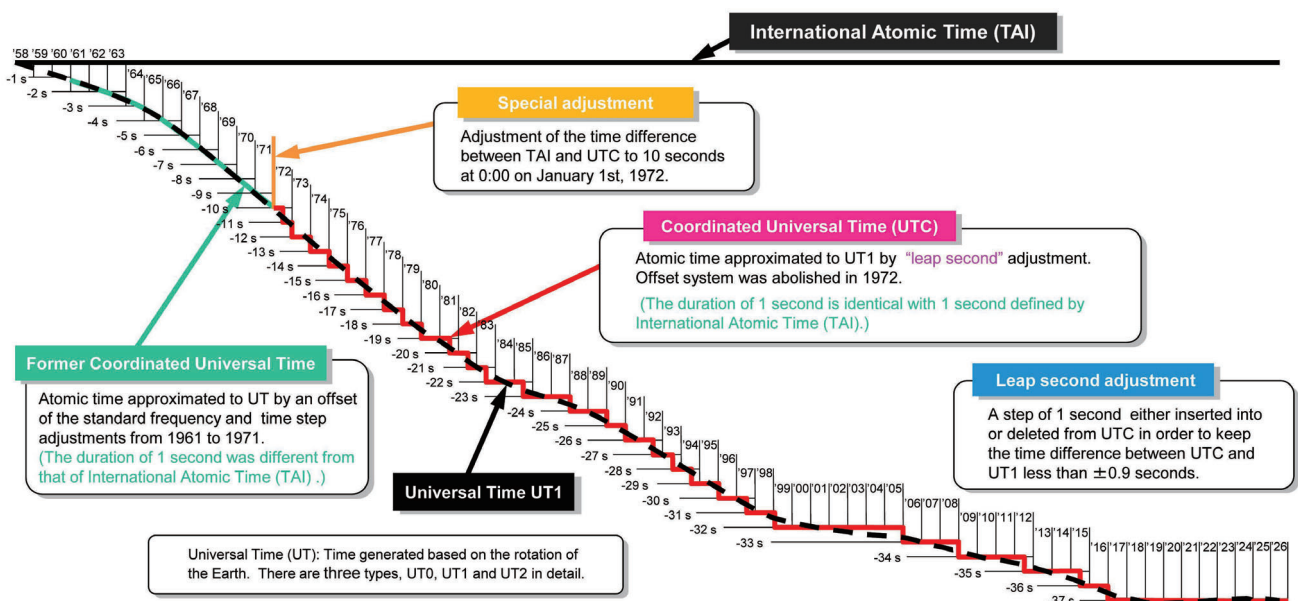 International Atomic Time (TAI)
'58 '59 '60 '61 '62 '63
'64
'65
'66
'67
'68
'69
'70
'71
'72
'73
'74
'75
'76
'77
'78
'79
'80
'81
'82
'83
'84 '85
'86 '87
'88 '89
'90
'91
'92
'93
'94 '95
'96
'97 '98
'99 '00 '01 '02 '03 '04 '05
'06 '07 '08
'09 '10 '11 '12
'13 '14 '15
'16 '17 '18 '19 '20 '21 '22 '23 '24 '25 '26
-1 s
-2 s
-3 s
-4 s
-5 s
-6 s
-7 s
-8 s
-9 s
-10 s
-11 s
-12 s
-13 s
-14 s
-15 s
-16 s
-17 s
-18 s
-19 s
-20 s
-21 s
-22 s
-23 s
-24 s
-25 s
-26 s
-27 s
-28 s
-29 s
-30 s
-31 s
-32 s
-33 s
-34 s
-35 s
-36 s
-37 s
Special adjustment
Adjustment of the time difference
between TAI and UTC to 10 seconds
at 0:00 on January 1st, 1972.
Coordinated Universal Time (UTC)
Atomic time approximated to UT1 by "leap second" adjustment.
Offset system was abolished in 1972.
(The duration of 1 second is identical with 1 second defined by
International Atomic Time (TAI).)
Former Coordinated Universal Time
Atomic time approximated to UT by an offset
of the standard frequency and time step
adjustments from 1961 to 1971.
(The duration of 1 second was different from
that of International Atomic Time (TAI) .)
Leap second adjustment
A step of 1 second either inserted into
or deleted from UTC in order to keep
the time difference between UTC and
UT1 less than ±0.9 seconds.
Universal Time UT1
Universal Time (UT): Time generated based on the rotation of
the Earth. There are three types, UT0, UT1 and UT2 in detail.